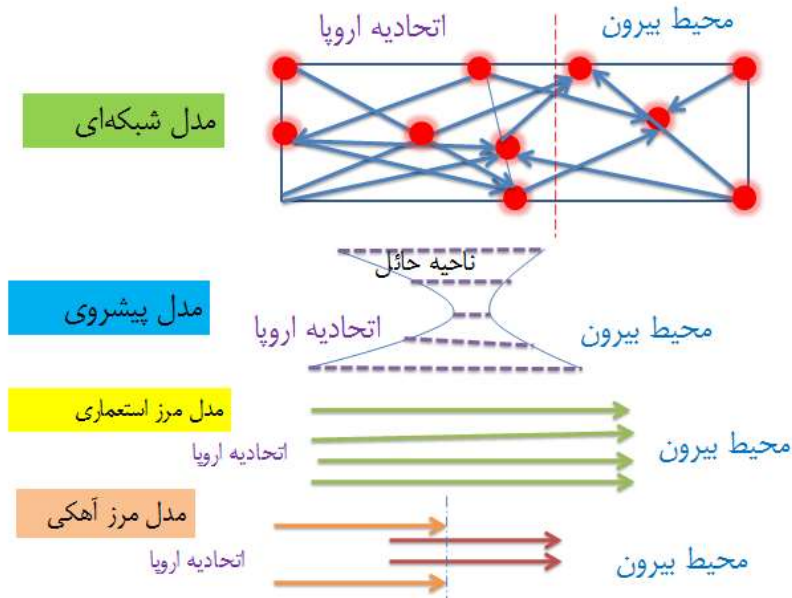 محیط بیرون
اتحادیه اروپا
مدل شبکه‌ای
ناحیه حائل
مدل پیشروی
اتحادیه اروپا
محیط بیرون
مدل مرز استعماری
اتحادیه اروپا
محیط بیرون
مدل مرز آهکی
اتحادیه اروپا
محیط بیرون